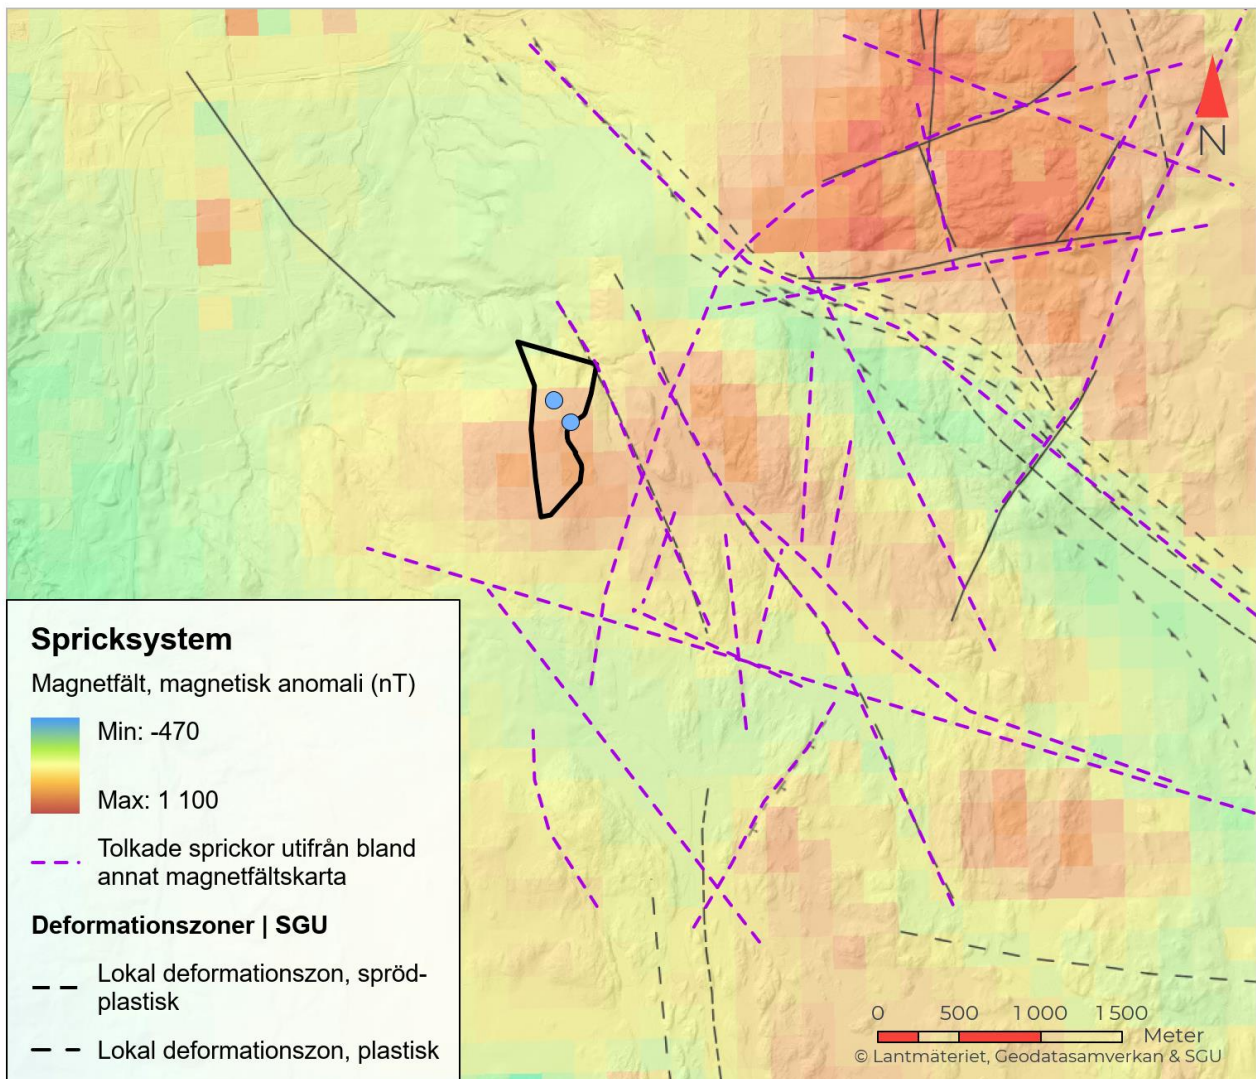 N
Spricksystem
Magnetfält, magnetisk anomali (nT)
Min: -470
Max: 1 100
Tolkade sprickor utifrån bland
annat magnetfältskarta
Deformationszoner | SGU
Lokal deformationszon, spröd-
plastisk
Lokal deformationszon, plastisk
0 500 1 000 1 500
Meter
© Lantmäteriet, Geodatasamverkan & SGU